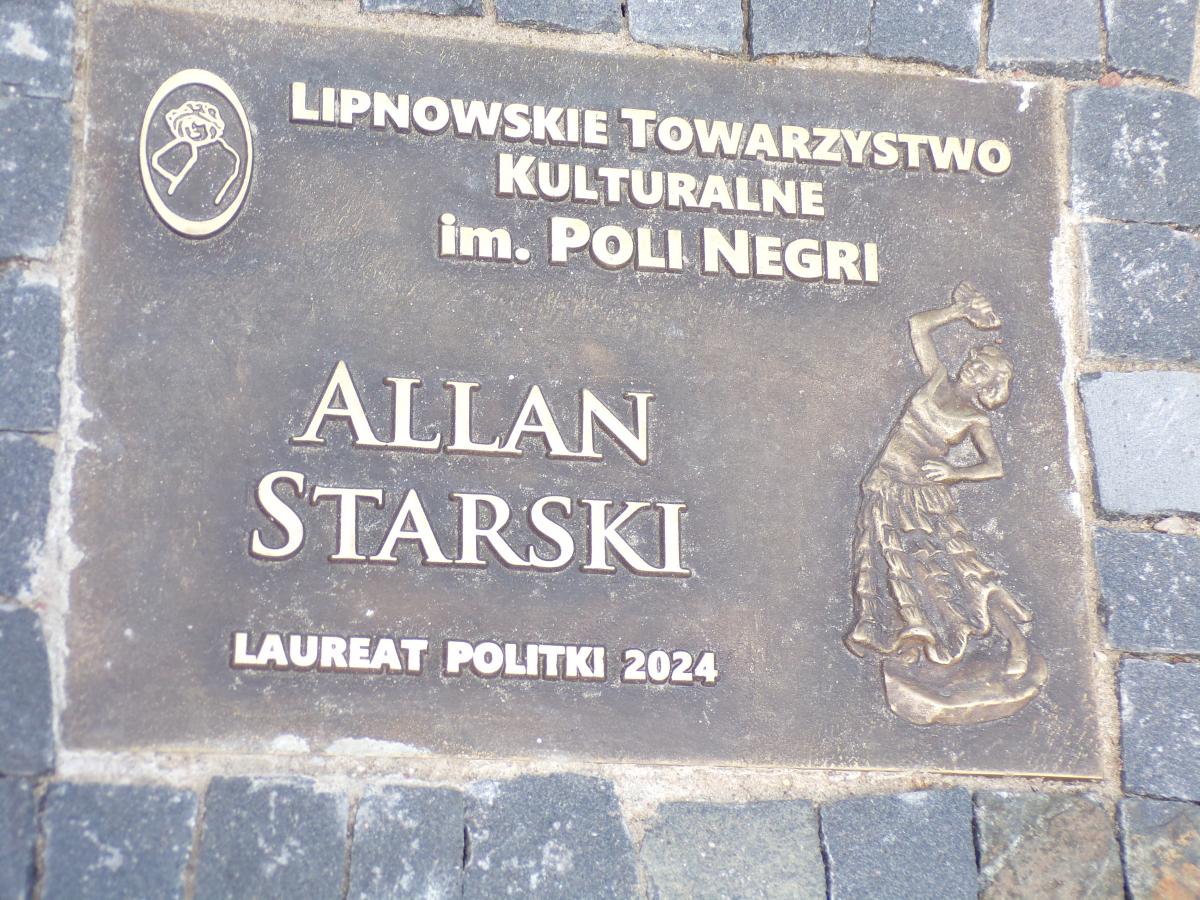 LIPNOWSKIE TOWARZYSTWO
KULTURALNE
im. POLI NEGRI
ALLAN
STARSKI
LAUREAT POLITKI 2024